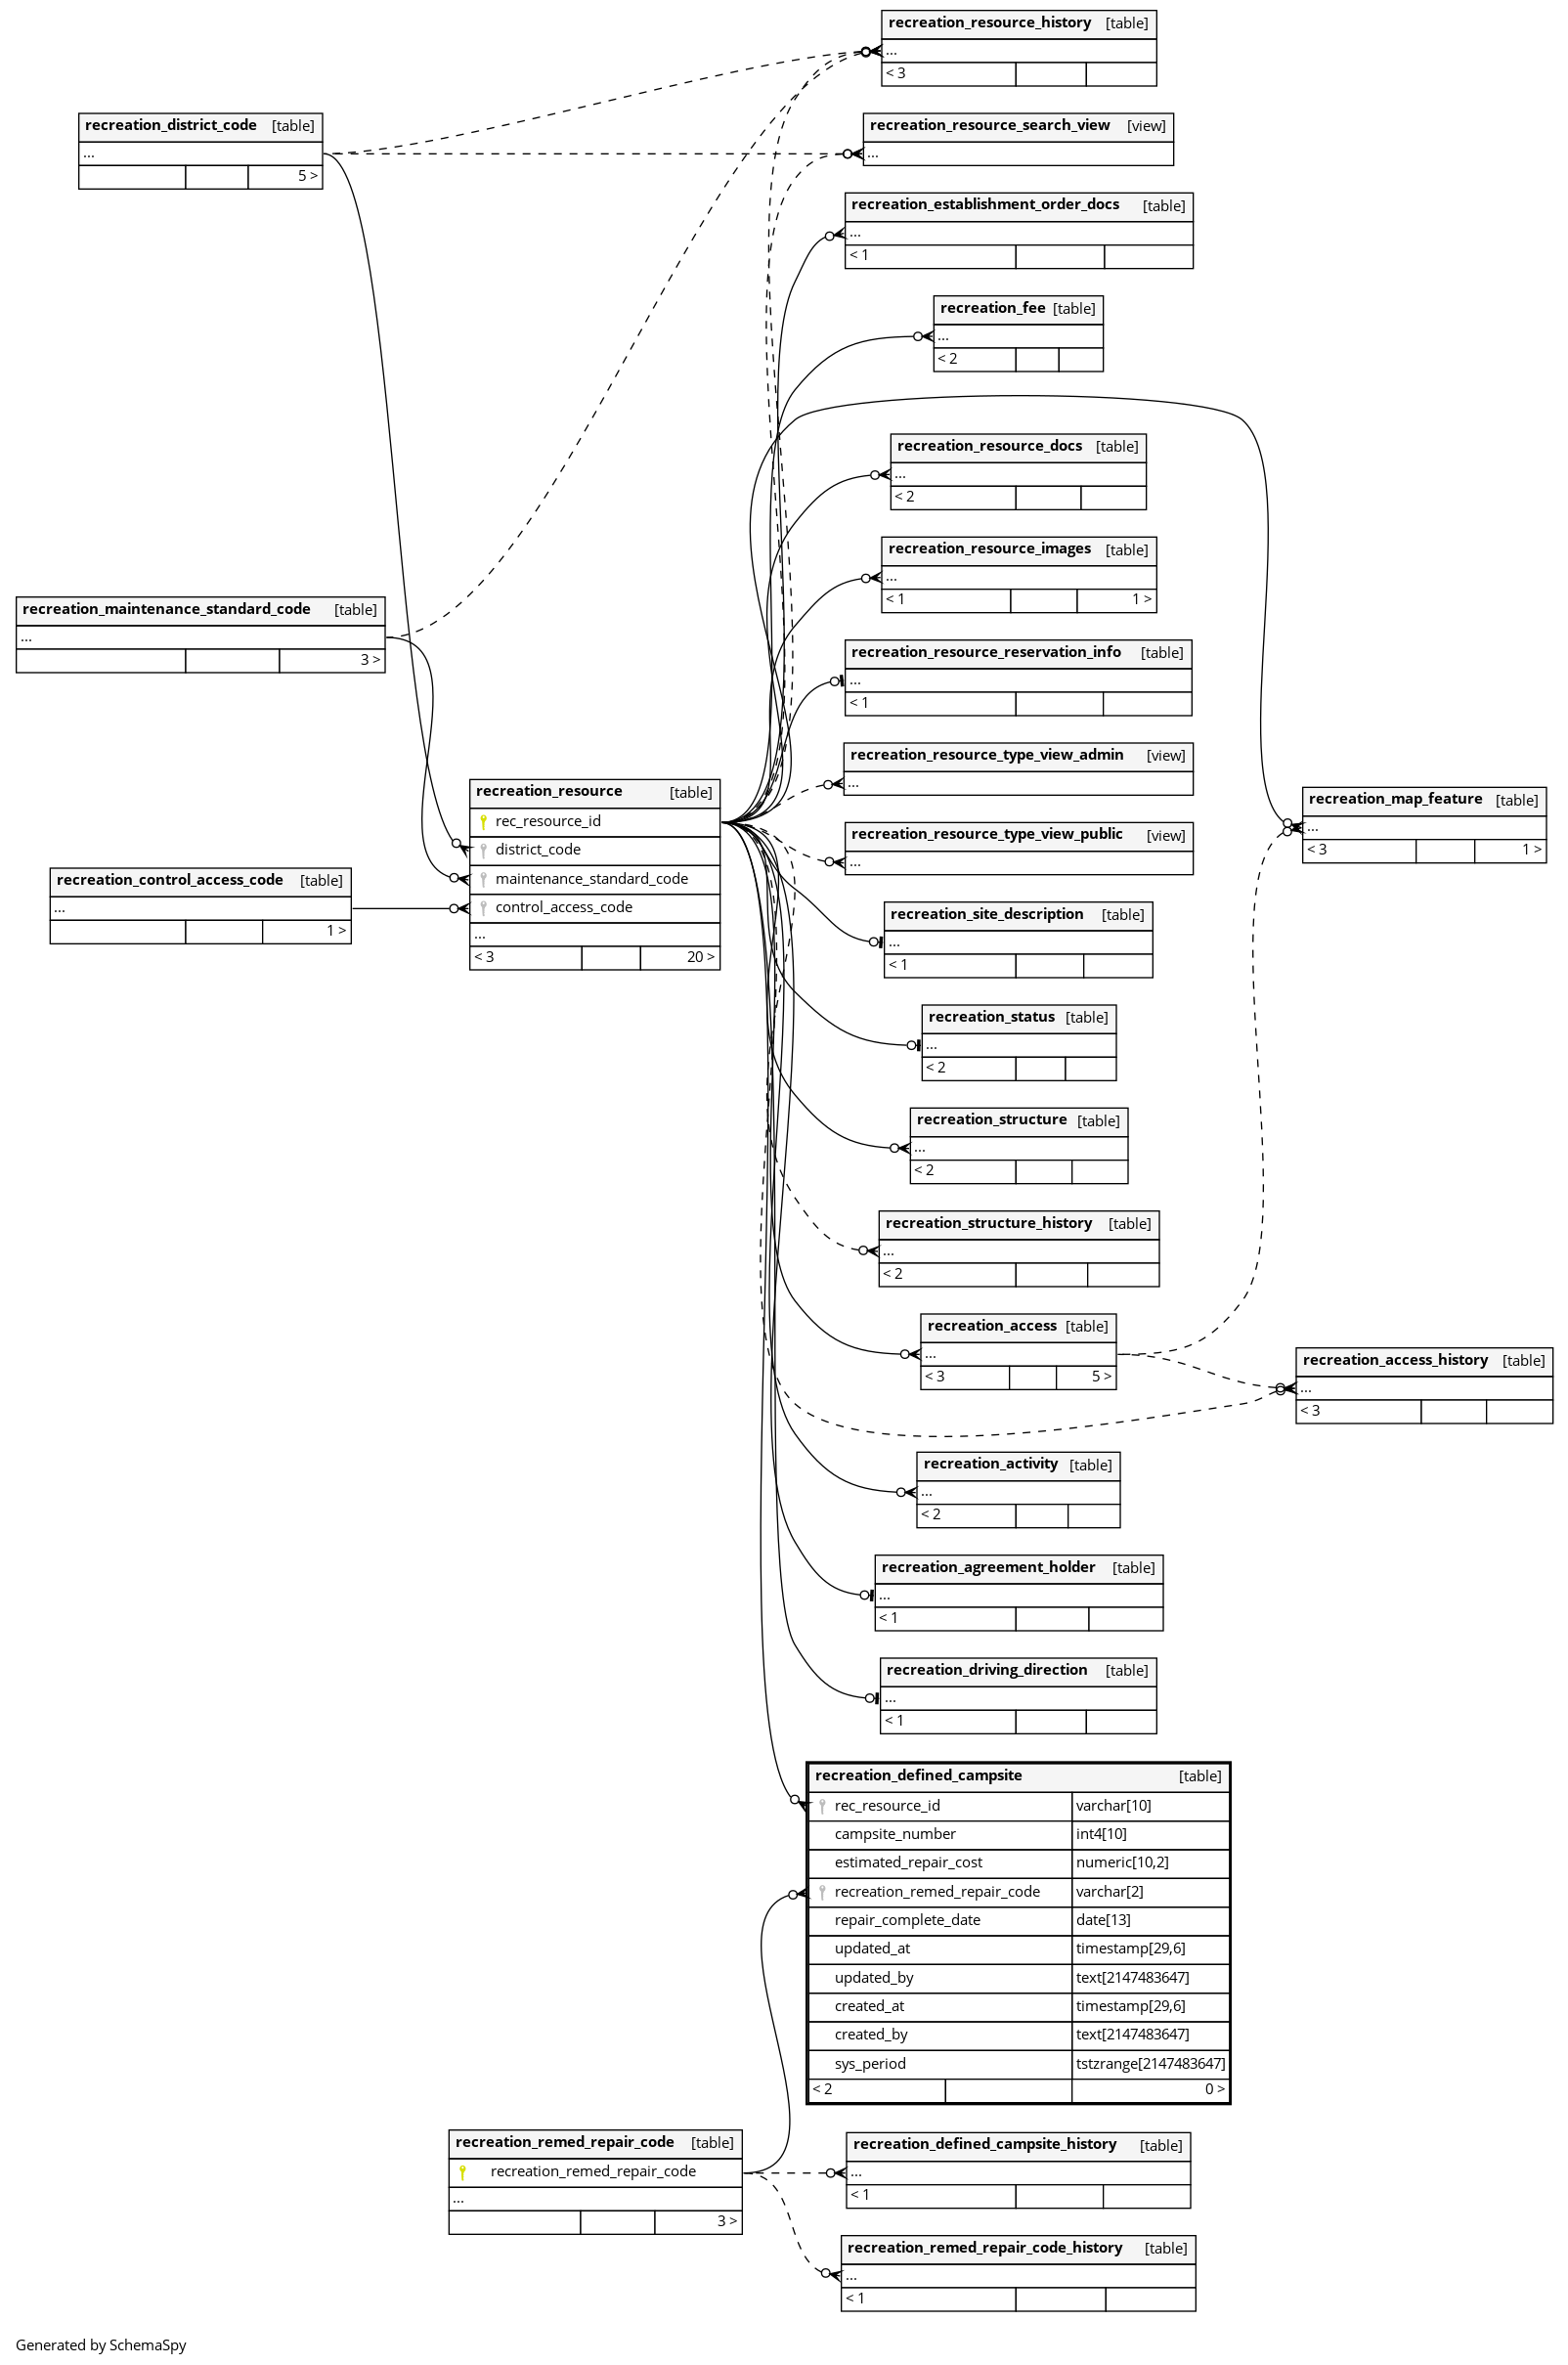 recreation_resource_history [table]
...
< 3
recreation_district_code [table]
...
5 >
recreation_resource_search_view [view]
...
recreation_establishment_order_docs [table]
...
< 1
recreation_fee [table]
...
< 2
recreation_resource_docs [table]
...
< 2
recreation_resource_images [table]
...
< 1 1 >
recreation_maintenance_standard_code [table]
...
3 >
recreation_resource_reservation_info [table]
...
< 1
recreation_resource_type_view_admin [view]
...
recreation_resource [table]
rec_resource_id
district_code
maintenance_standard_code
control_access_code
...
< 3 20 >
recreation_map_feature [table]
...
< 3 1 >
recreation_resource_type_view_public [view]
...
recreation_control_access_code [table]
...
1 >
recreation_site_description [table]
...
< 1
recreation_status [table]
...
< 2
recreation_structure [table]
...
< 2
recreation_structure_history [table]
...
< 2
recreation_access [table]
...
< 3 5 >
recreation_access_history [table]
...
< 3
recreation_activity [table]
...
< 2
recreation_agreement_holder [table]
...
< 1
recreation_driving_direction [table]
...
< 1
recreation_defined_campsite [table]
rec_resource_id varchar[10]
campsite_number int4[10]
estimated_repair_cost numeric[10,2]
recreation_remed_repair_code varchar[2]
repair_complete_date date[13]
updated_at timestamp[29,6]
updated_by text[2147483647]
created_at timestamp[29,6]
created_by text[2147483647]
sys_period tstzrange[2147483647]
< 2 0 >
recreation_remed_repair_code [table]
recreation_remed_repair_code
...
3 >
recreation_defined_campsite_history [table]
...
< 1
recreation_remed_repair_code_history [table]
...
< 1
Generated by SchemaSpy